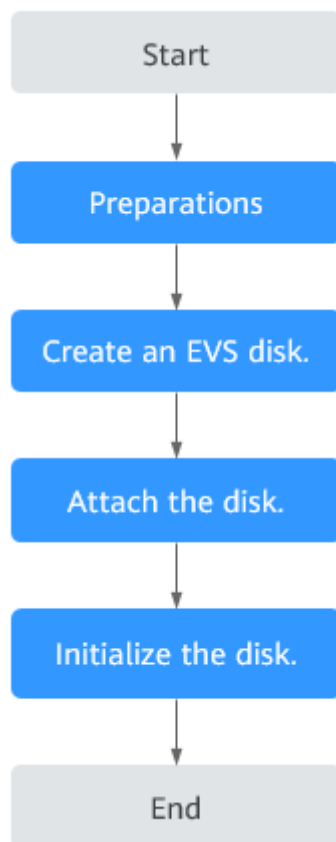 Start
Preparations
Create an EVS disk.
Attach the disk.
Initialize the disk.
End